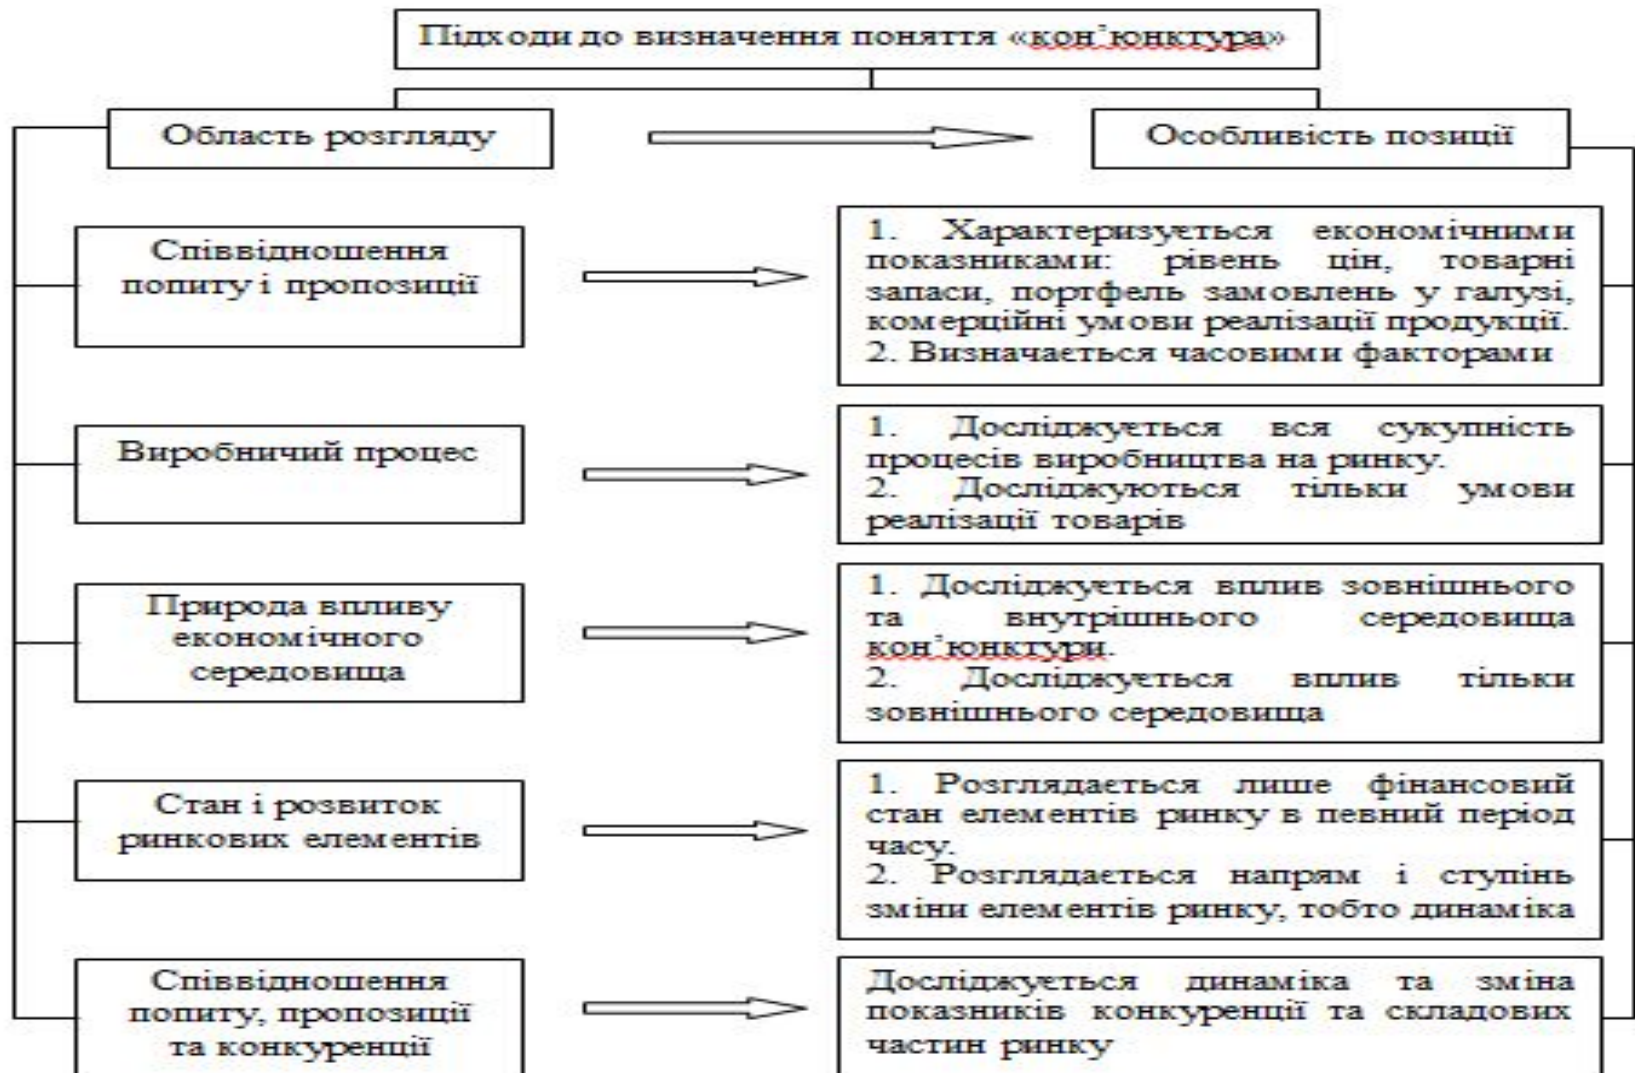 Підходи до визначення поняття «кон’юнктура»
Область розгляду
Особливість позиції
Співвідношення
попиту і пропозиції
1. Характеризується економічними
показниками: рівень цін, товарні
запаси, портфель замовлень у галузі,
комерційні умови реалізації продукції.
2. Визначається часовими факторами
Виробничий процес
1. Досліджується вся сукупність
процесів виробництва на ринку.
2. Досліджуються тільки умови
реалізації товарів
Природа впливу
економічного
середовища
1. Досліджується вплив зовнішнього
та внутрішнього середовища
кон’юнктури.
2. Досліджується вплив тільки
зовнішнього середовища
Стан і розвиток
ринкових елементів
1. Розглядається лише фінансовий
стан елементів ринку в певний період
часу.
2. Розглядається напрям і ступінь
зміни елементів ринку, тобто динаміка
Співвідношення
попиту, пропозиції
та конкуренції
Досліджується динаміка та зміна
показників конкуренції та складових
частин ринку